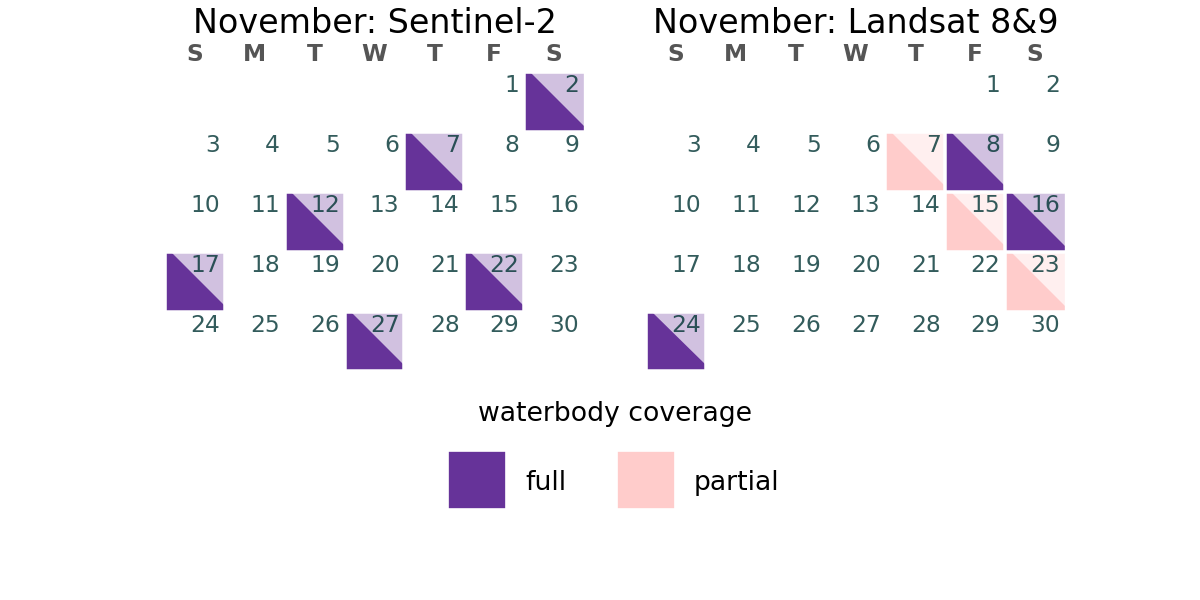 November: Sentinel-2
S M T W T F S
1 2
3 4 5 6 7 8 9
10 11 12 13 14 15 16
17 18 19 20 21 22 23
24 25 26 27 28 29 30
November: Landsat 8&9
S M T W T F S
1 2
3 4 5 6 7 8 9
10 11 12 13 14 15 16
17 18 19 20 21 22 23
24 25 26 27 28 29 30
waterbody coverage
full partial